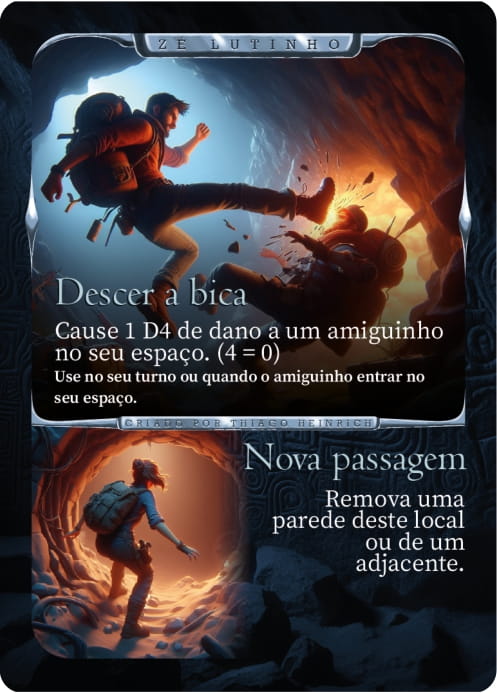 ZÉ LUTINHO
Descer a bica
Cause 1 D4 de dano a um amiguinho
no seu espaço. (4 = 0)
Use no seu turno ou quando o amiguinho entrar no
seu espaço.
CRIADO POR THIAGO HEINRICH
Nova passagem
Remova uma
parede deste local
ou de um
adjacente.